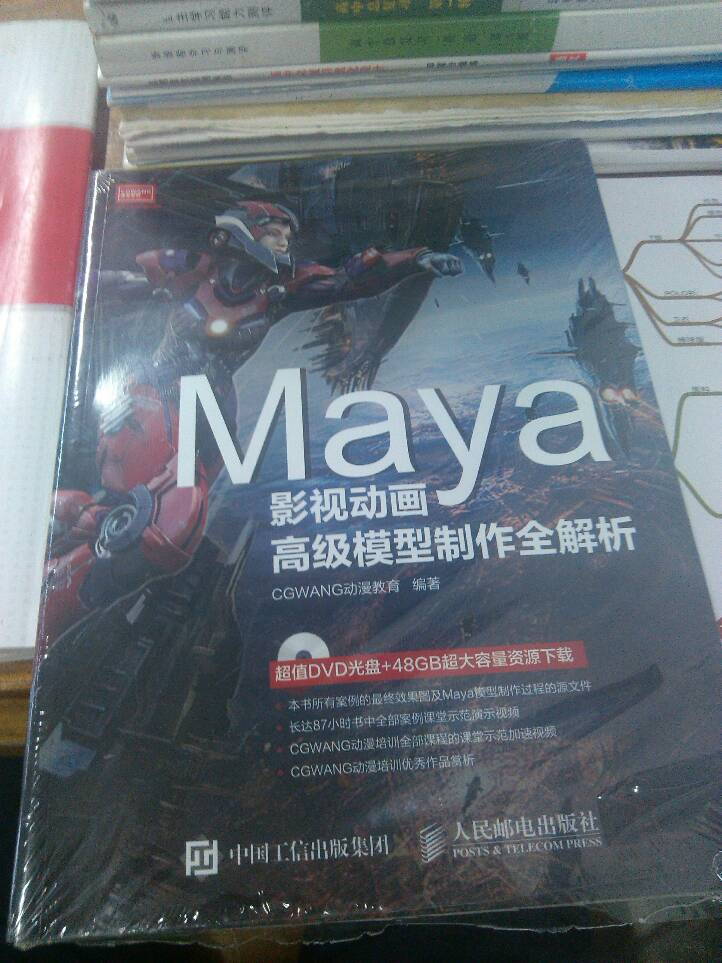 CGWANG
Maya
影视动画
高级模型制作全解析
CGWANG动漫教育 编著
超值DVD光盘+48GB超大容量资源下载
本书所有案例的最终效果图及Maya模型制作过程的源文件
长达87小时书中全部案例课堂示范演示视频
CGWANG动漫培训全部课程的课堂示范加速视频
CGWANG动漫培训优秀作品赏析
中国工信出版集团
人民邮电出版社
POSTS & TELECOM PRESS